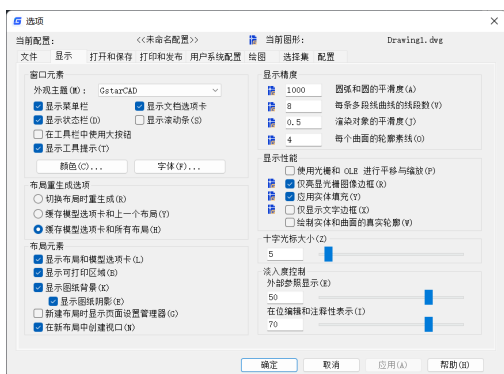 选项
当前配置: <<未命名配置>> 当前图形: Drawing1.dwg
文件 显示 打开和保存 打印和发布 用户系统配置 绘图 选择集 配置
窗口元素
外观主题(M): GstarCAD
显示菜单栏 显示文档选项卡
显示状态栏(D) 显示滚动条(S)
在工具栏中使用大按钮
显示工具提示(T)
颜色(C)... 字体(F)...
布局重生成选项
切换布局时重生成(R)
缓存模型选项卡和上一个布局(Y)
缓存模型选项卡和所有布局(H)
布局元素
显示布局和模型选项卡(L)
显示可打印区域(B)
显示图纸背景(K)
显示图纸阴影(E)
新建布局时显示页面设置管理器(G)
在新布局中创建视口(N)
显示精度
1000 圆弧和圆的平滑度(A)
8 每条多段线曲线的线段数(V)
0.5 渲染对象的平滑度(J)
4 每个曲面的轮廓素线(O)
显示性能
使用光栅和 OLE 进行平移与缩放(P)
仅亮显光栅图像边框(R)
应用实体填充(Y)
仅显示文字边框(X)
绘制实体和曲面的真实轮廓(W)
十字光标大小(Z)
5
淡入度控制
外部参照显示(E)
50
在位编辑和注释性表示(I)
70
确定 取消 应用(A) 帮助(H)